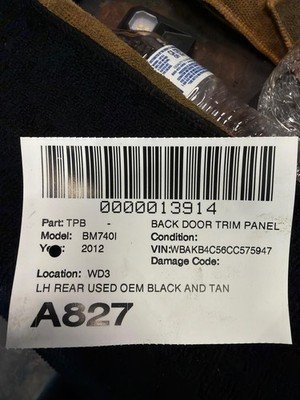 0000013914
Part: TPB - BACK DOOR TRIM PANEL
Model: BM740I Condition:
Year: 2012 VIN:WBAKB4C56CC575947
Damage Code:
Location: WD3
LH REAR USED OEM BLACK AND TAN
A827